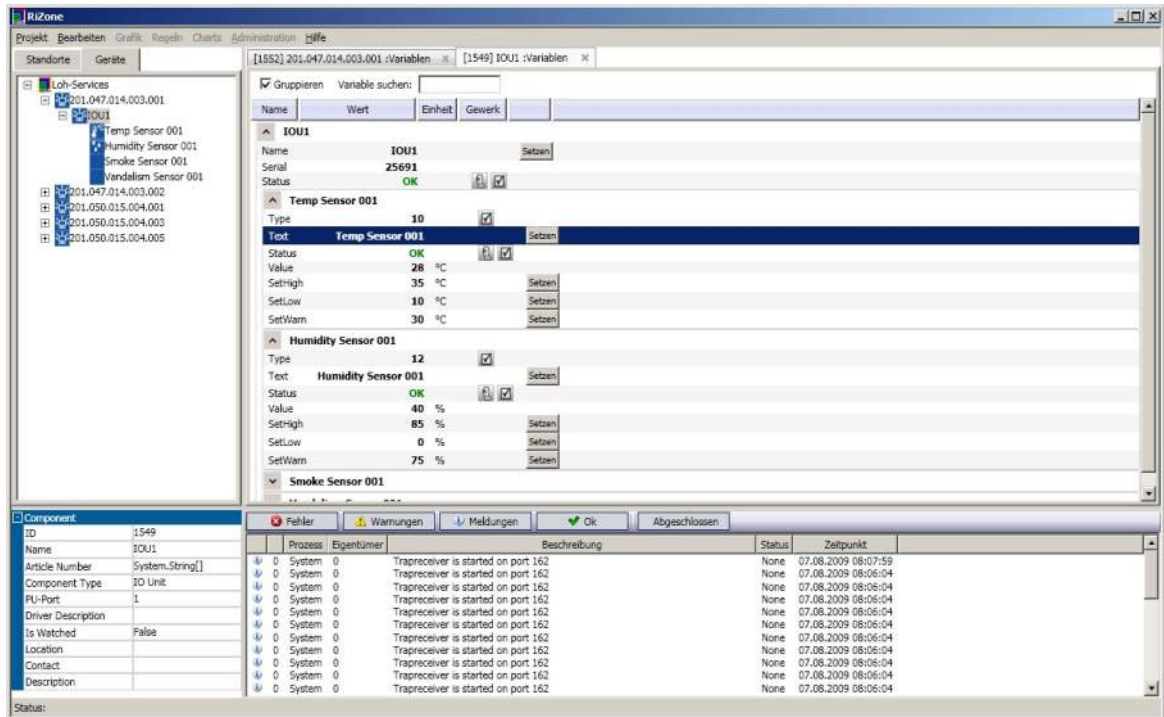 RiZone
Projekt Bearbeiten Grafik Regeln Charts Administration Hilfe
Standorte Geräte
Loh-Services
201.047.014.003.001
IOU1
Temp Sensor 001
Humidity Sensor 001
Smoke Sensor 001
Vandalism Sensor 001
201.047.014.003.002
201.050.015.004.001
201.050.015.004.003
201.050.015.004.005
[1552] 201.047.014.003.001 :Variablen [1549] IOU1 :Variablen
Gruppieren Variable suchen:
Name Wert Einheit Gewerk
IOU1
Name IOU1 Setzen
Serial 25691
Status OK
Temp Sensor 001
Type 10
Text Temp Sensor 001 Setzen
Status OK
Value 28 °C
SetHigh 35 °C Setzen
SetLow 10 °C Setzen
SetWarn 30 °C Setzen
Humidity Sensor 001
Type 12
Text Humidity Sensor 001 Setzen
Status OK
Value 40 %
SetHigh 85 % Setzen
SetLow 0 % Setzen
SetWarn 75 % Setzen
Smoke Sensor 001
Component
ID 1549
Name IOU1
Article Number System.String[]
Component Type IO Unit
PU-Port 1
Driver Description
Is Watched False
Location
Contact
Description
Fehler Warnungen Meldungen Ok Abgeschlossen
Prozess Eigentümer Beschreibung Status Zeitpunkt
0 System 0 Trapreceiver is started on port 162 None 07.08.2009 08:07:59
0 System 0 Trapreceiver is started on port 162 None 07.08.2009 08:06:04
0 System 0 Trapreceiver is started on port 162 None 07.08.2009 08:06:04
0 System 0 Trapreceiver is started on port 162 None 07.08.2009 08:06:04
0 System 0 Trapreceiver is started on port 162 None 07.08.2009 08:06:04
0 System 0 Trapreceiver is started on port 162 None 07.08.2009 08:06:04
0 System 0 Trapreceiver is started on port 162 None 07.08.2009 08:06:04
0 System 0 Trapreceiver is started on port 162 None 07.08.2009 08:06:04
0 System 0 Trapreceiver is started on port 162 None 07.08.2009 08:06:04
0 System 0 Trapreceiver is started on port 162 None 07.08.2009 08:06:04
0 System 0 Trapreceiver is started on port 162 None 07.08.2009 08:06:04
Status: